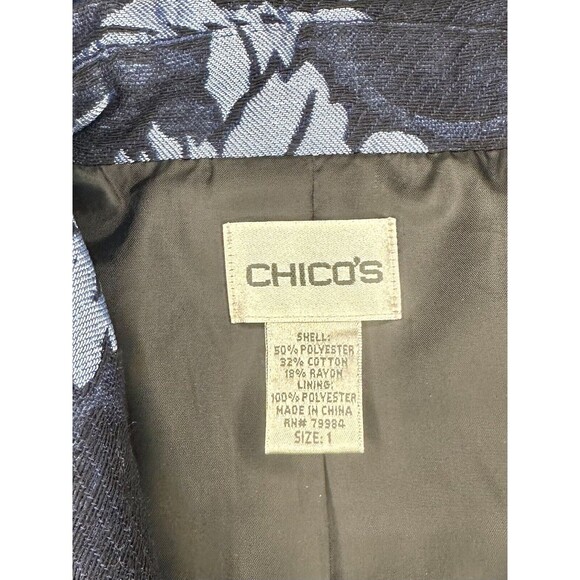 CHICO'S
SHELL:
50% POLYESTER
32% COTTON
18% RAYON
LINING:
100% POLYESTER
MADE IN CHINA
RN# 79984
SIZE: 1